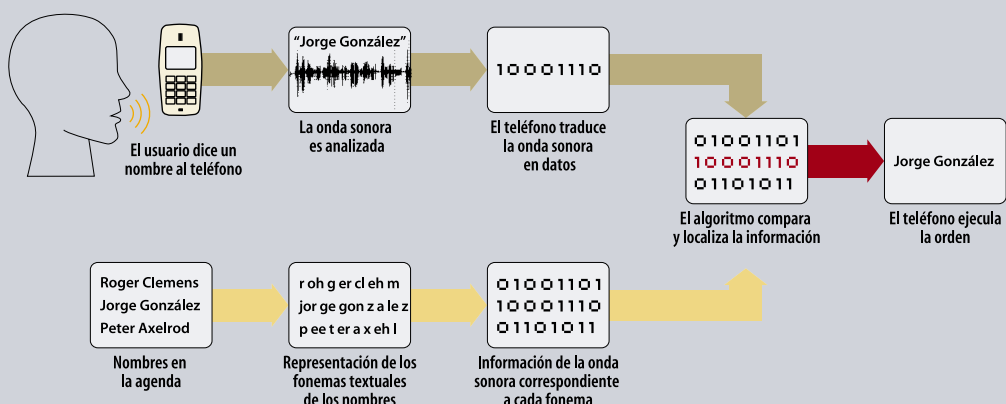 El usuario dice un
nombre al teléfono
"Jorge González"
La onda sonora
es analizada
10001110
El teléfono traduce
la onda sonora
en datos
01001101
10001110
01101011
El algoritmo compara
y localiza la información
Jorge González
El teléfono ejecula
la orden
Roger Clemens
Jorge González
Peter Axelrod
Nombres en
la agenda
r oh g er cl eh m
jor ge gon z a le z
p ee t er a x eh l
Representación de los
fonemas textuales
de los nombres
01001101
10001110
01101011
Información de la onda
sonora correspondiente
a cada fonema